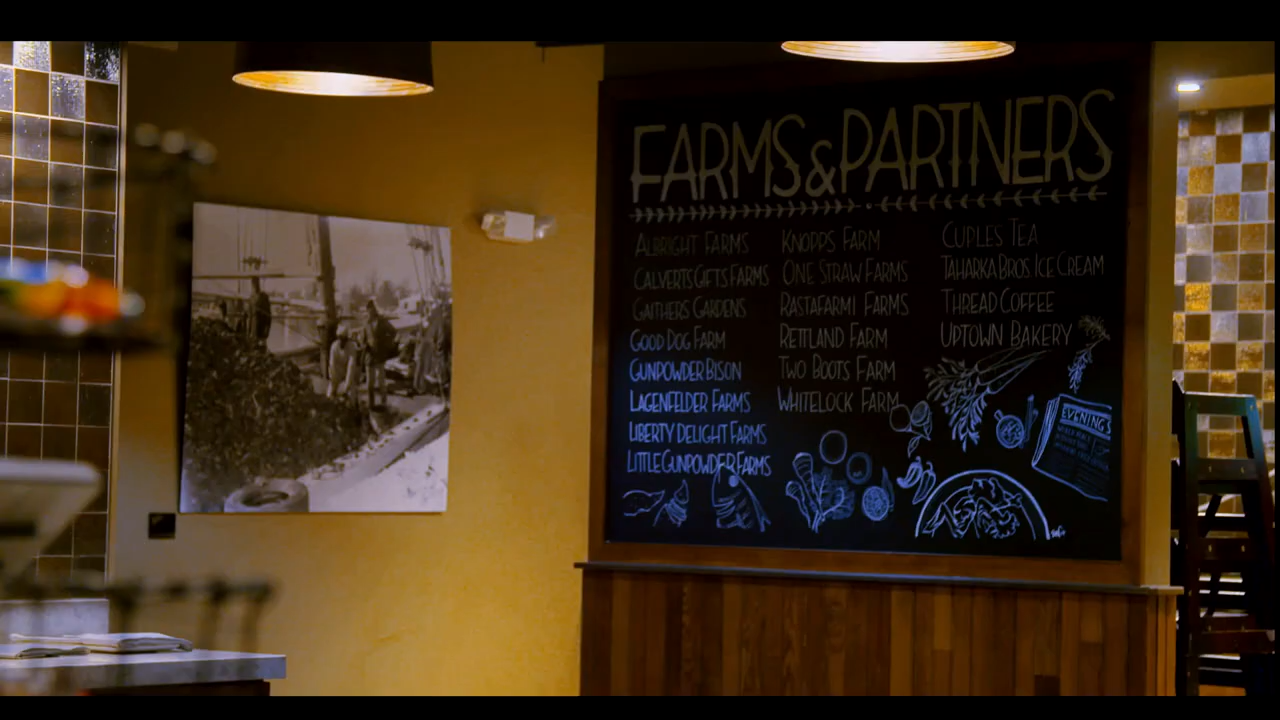 FARMS & PARTNERS
ALBRIGHT FARMS
CALVERTS GIFTS FARMS
GAITHERS GARDENS
GOOD DOG FARM
GUNPOWDER BISON
LAGENFELDER FARMS
LIBERTY DELIGHT FARMS
LITTLE GUNPOWDER FARMS
KNOPPS FARM
ONE STRAW FARMS
RASTAFARMI FARMS
RETTLAND FARM
TWO BOOTS FARM
WHITELOCK FARM
CUPLES TEA
TAHARKA BROS. ICE CREAM
THREAD COFFEE
UPTOWN BAKERY
EVENING S